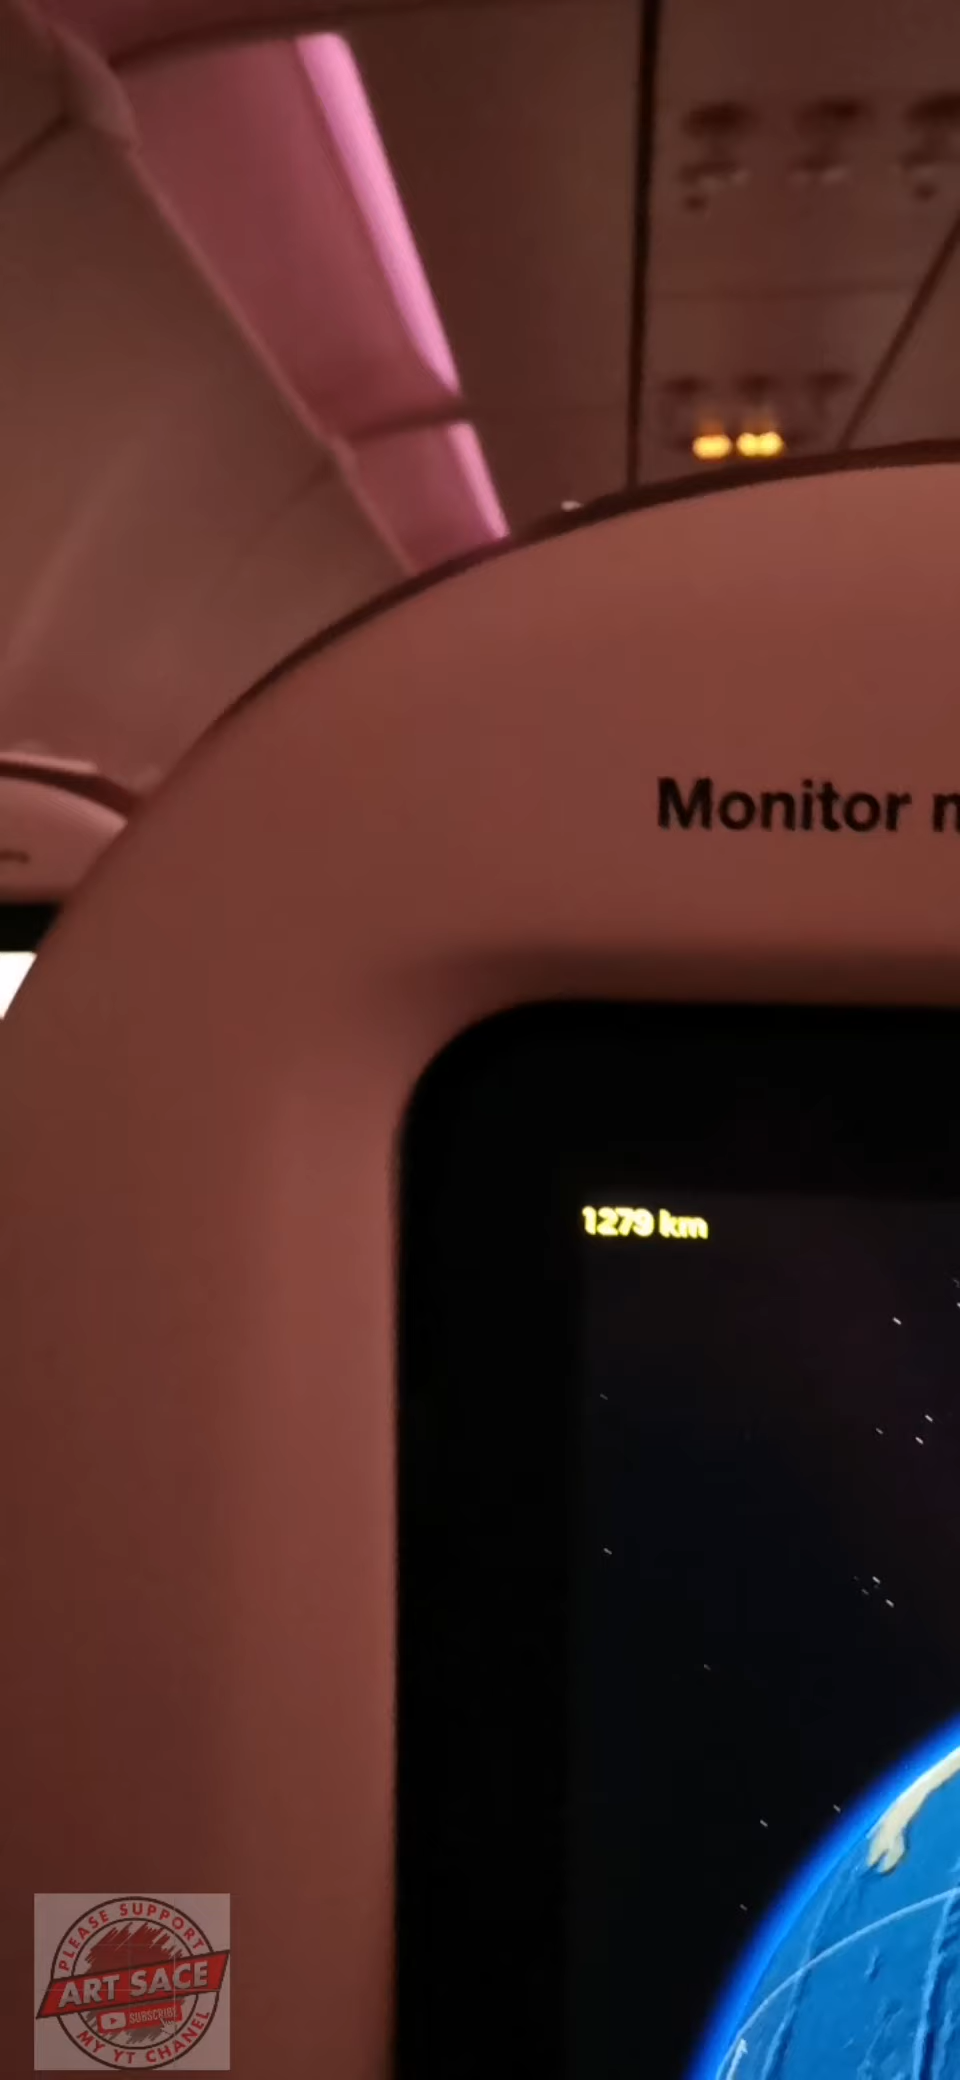 Monitor
1279 km
PLEASE SUPPORT
ART SACE
SUBSCRIBE
MY YT CHANEL